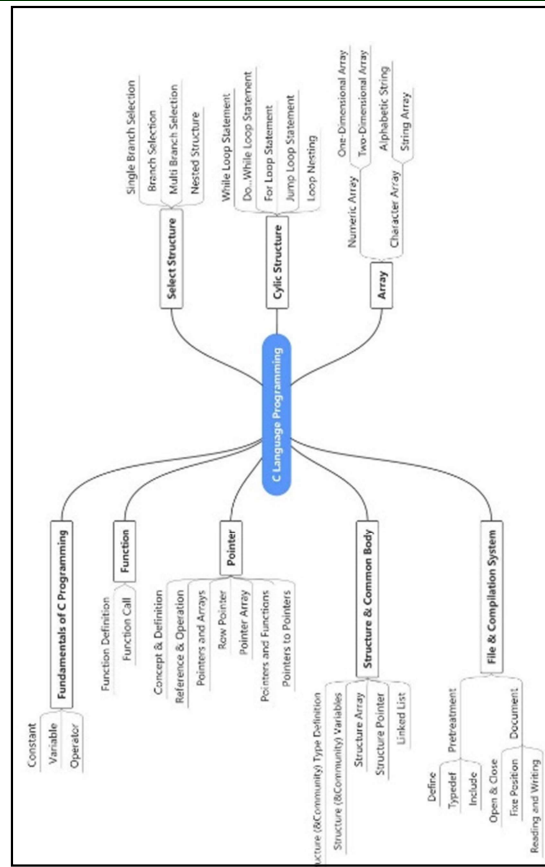 C Language Programming
Fundamentals of C Programming
Constant
Variable
Operator
Function
Function Definition
Function Call
Pointer
Concept & Definition
Reference & Operation
Pointers and Arrays
Row Pointer
Pointer Array
Pointers and Functions
Pointers to Pointers
Structure & Common Body
ucture (&Community) Type Definition
Structure (&Community) Variables
Structure Array
Structure Pointer
Linked List
File & Compilation System
Pretreatment
Define
Typedef
Include
Document
Open & Close
Fixe Position
Reading and Writing
Select Structure
Single Branch Selection
Branch Selection
Multi Branch Selection
Nested Structure
Cylic Structure
While Loop Statement
Do...While Loop Statement
For Loop Statement
Jump Loop Statement
Loop Nesting
Array
Numeric Array
One-Dimensional Array
Two-Dimensional Array
Character Array
Alphabetic String
String Array